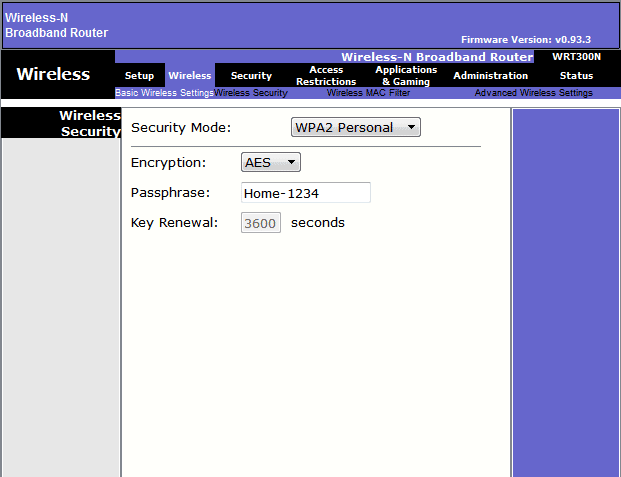 Wireless-N
Broadband Router
Firmware Version: v0.93.3
Wireless-N Broadband Router WRT300N
Wireless
Setup Wireless Security Access Restrictions Applications & Gaming Administration Status
Basic Wireless Settings Wireless Security Wireless MAC Filter Advanced Wireless Settings
Wireless
Security
Security Mode: WPA2 Personal
Encryption: AES
Passphrase: Home-1234
Key Renewal: 3600 seconds